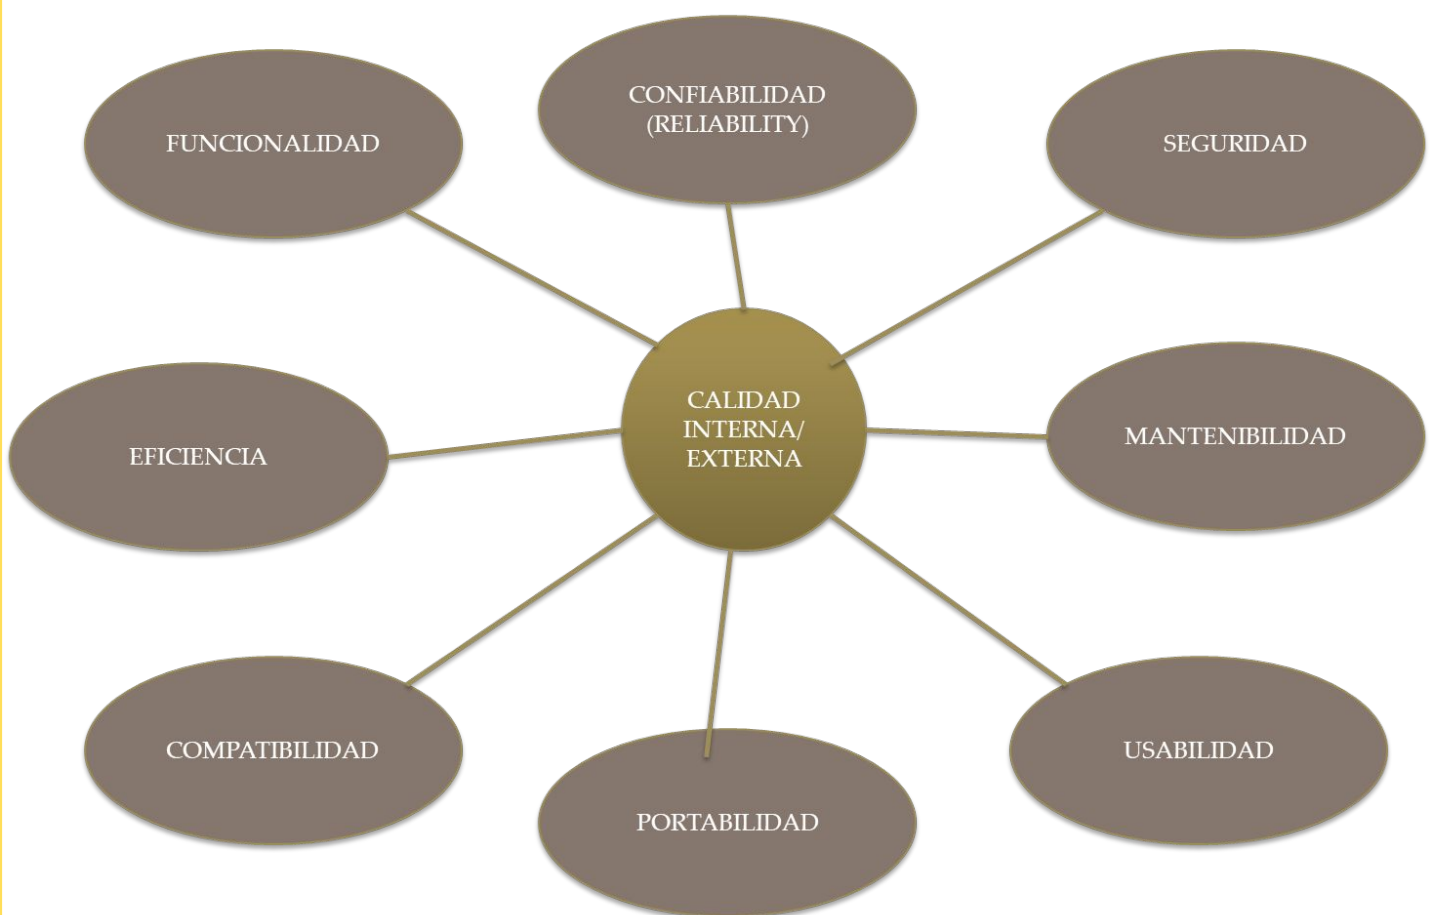 CONFIABILIDAD
(RELIABILITY)
FUNCIONALIDAD
SEGURIDAD
CALIDAD
INTERNA/
EXTERNA
MANTENIBILIDAD
EFICIENCIA
COMPATIBILIDAD
USABILIDAD
PORTABILIDAD